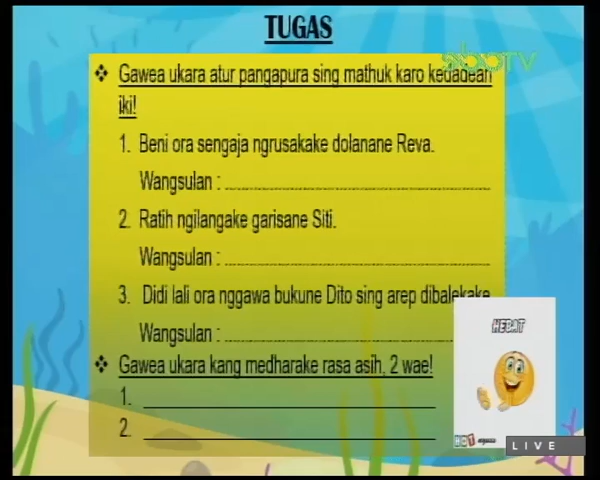 TUGAS
sbotv
Gawea ukara atur pangapura sing mathuk karo kedadean
iki!
1. Beni ora sengaja ngrusakake dolanane Reva.
Wangsulan :
2. Ratih ngilangake garisane Siti.
Wangsulan :
3. Didi lali ora nggawa bukune Dito sing arep dibalekake
Wangsulan :
Gawea ukara kang medharake rasa asih, 2 wae!
1.
2.
HEBAT
HOT
LIVE